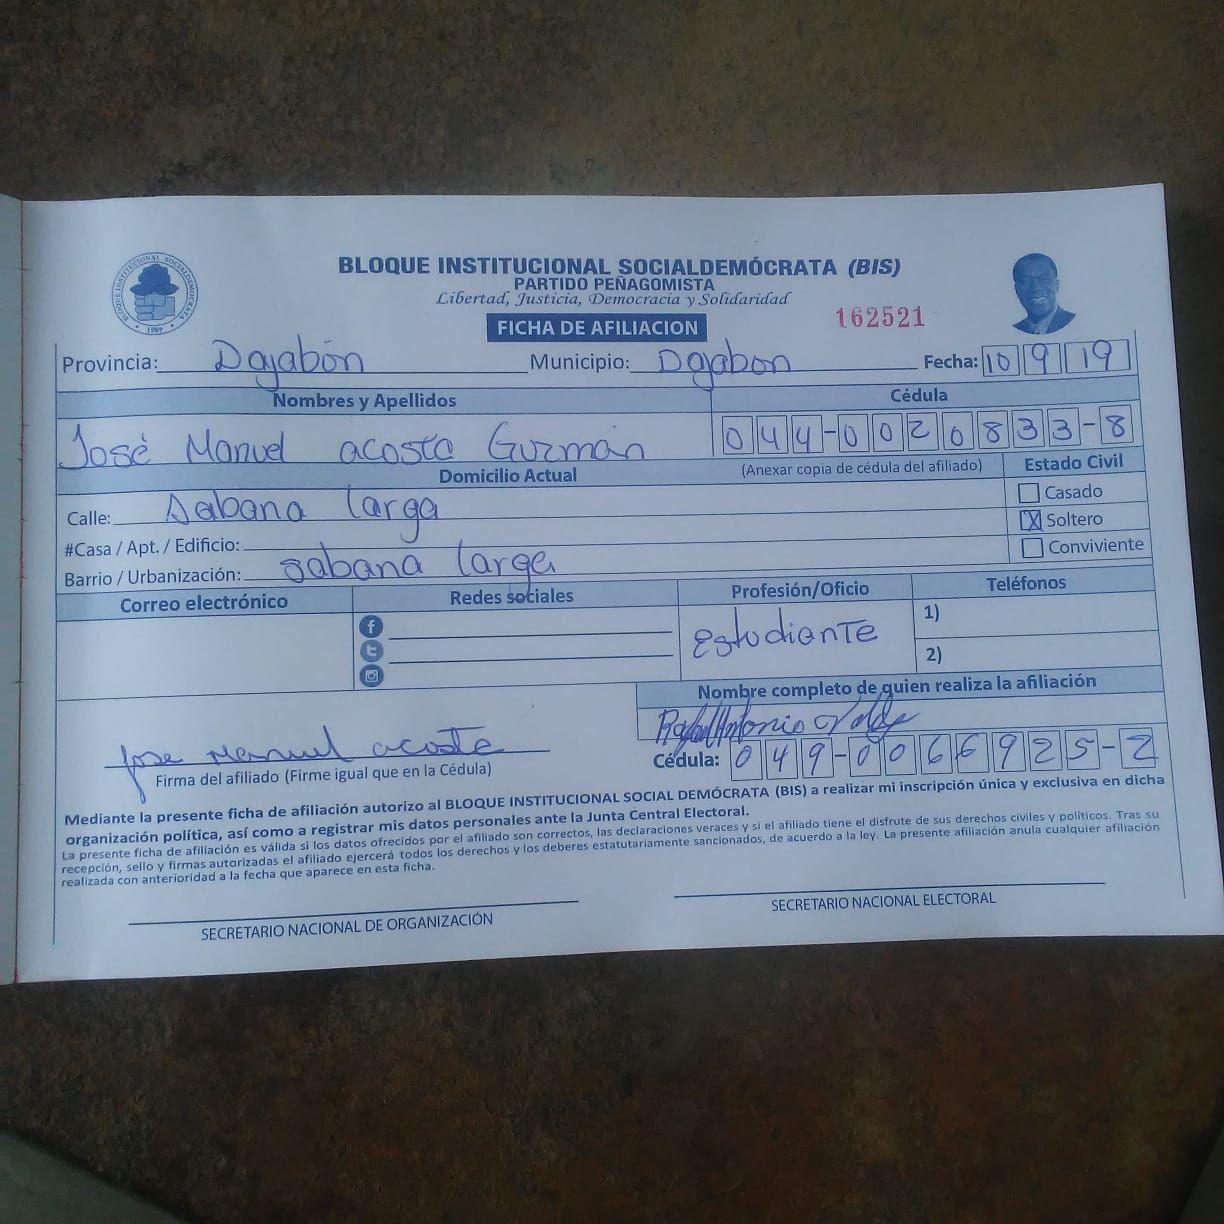 BLOQUE INSTITUCIONAL SOCIALDEMÓCRATA
1989
BLOQUE INSTITUCIONAL SOCIALDEMÓCRATA (BIS)
PARTIDO PEÑAGOMISTA
Libertad, Justicia, Democracia y Solidaridad
FICHA DE AFILIACION
162521
Provincia: Dajabón Municipio: Dajabon Fecha: 10 9 19
Nombres y Apellidos Cédula
José Manuel acosta Guzmán 044-0020833-8
Domicilio Actual (Anexar copia de cédula del afiliado) Estado Civil
Calle: Sabana larga Casado
#Casa / Apt. / Edificio: X Soltero
Barrio / Urbanización: sabana larga Conviviente
Correo electrónico Redes sociales Profesión/Oficio Teléfonos
Estudiante 1)
2)
Nombre completo de quien realiza la afiliación
Rafael Antonio
Jose Manuel acosta
Firma del afiliado (Firme igual que en la Cédula) Cédula: 049-0066925-2
Mediante la presente ficha de afiliación autorizo al BLOQUE INSTITUCIONAL SOCIAL DEMÓCRATA (BIS) a realizar mi inscripción única y exclusiva en dicha
organización política, así como a registrar mis datos personales ante la Junta Central Electoral.
La presente ficha de afiliación es válida si los datos ofrecidos por el afiliado son correctos, las declaraciones veraces y si el afiliado tiene el disfrute de sus derechos civiles y políticos. Tras su
recepción, sello y firmas autorizadas el afiliado ejercerá todos los derechos y los deberes estatutariamente sancionados, de acuerdo a la ley. La presente afiliación anula cualquier afiliación
realizada con anterioridad a la fecha que aparece en esta ficha.
SECRETARIO NACIONAL DE ORGANIZACIÓN SECRETARIO NACIONAL ELECTORAL